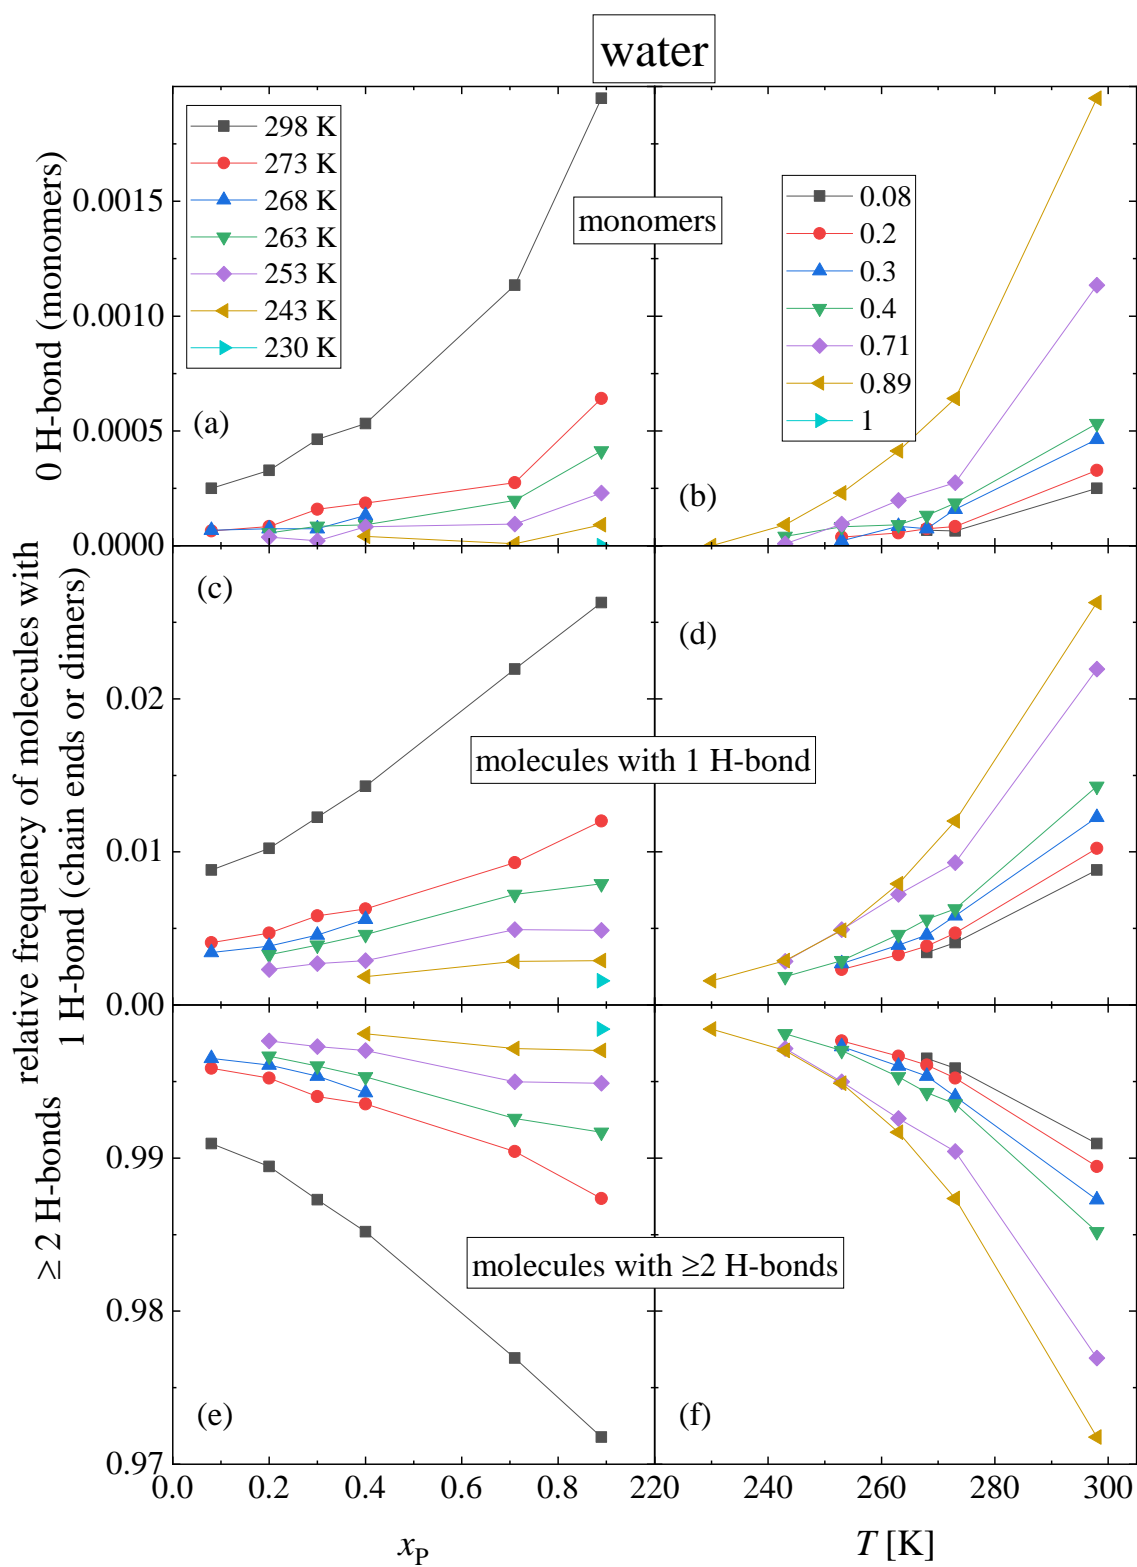 water
0 H-bond (monomers)
0.0015
0.0010
0.0005
0.0000
298 K
273 K
268 K
263 K
253 K
243 K
230 K
(a)
monomers
0.08
0.2
0.3
0.4
0.71
0.89
1
(b)
relative frequency of molecules with
1 H-bond (chain ends or dimers)
0.02
0.01
0.00
(c)
(d)
molecules with 1 H-bond
≥ 2 H-bonds
0.99
0.98
0.97
molecules with ≥2 H-bonds
(e)
(f)
0.0 0.2 0.4 0.6 0.8 220 240 260 280 300
xP
T [K]